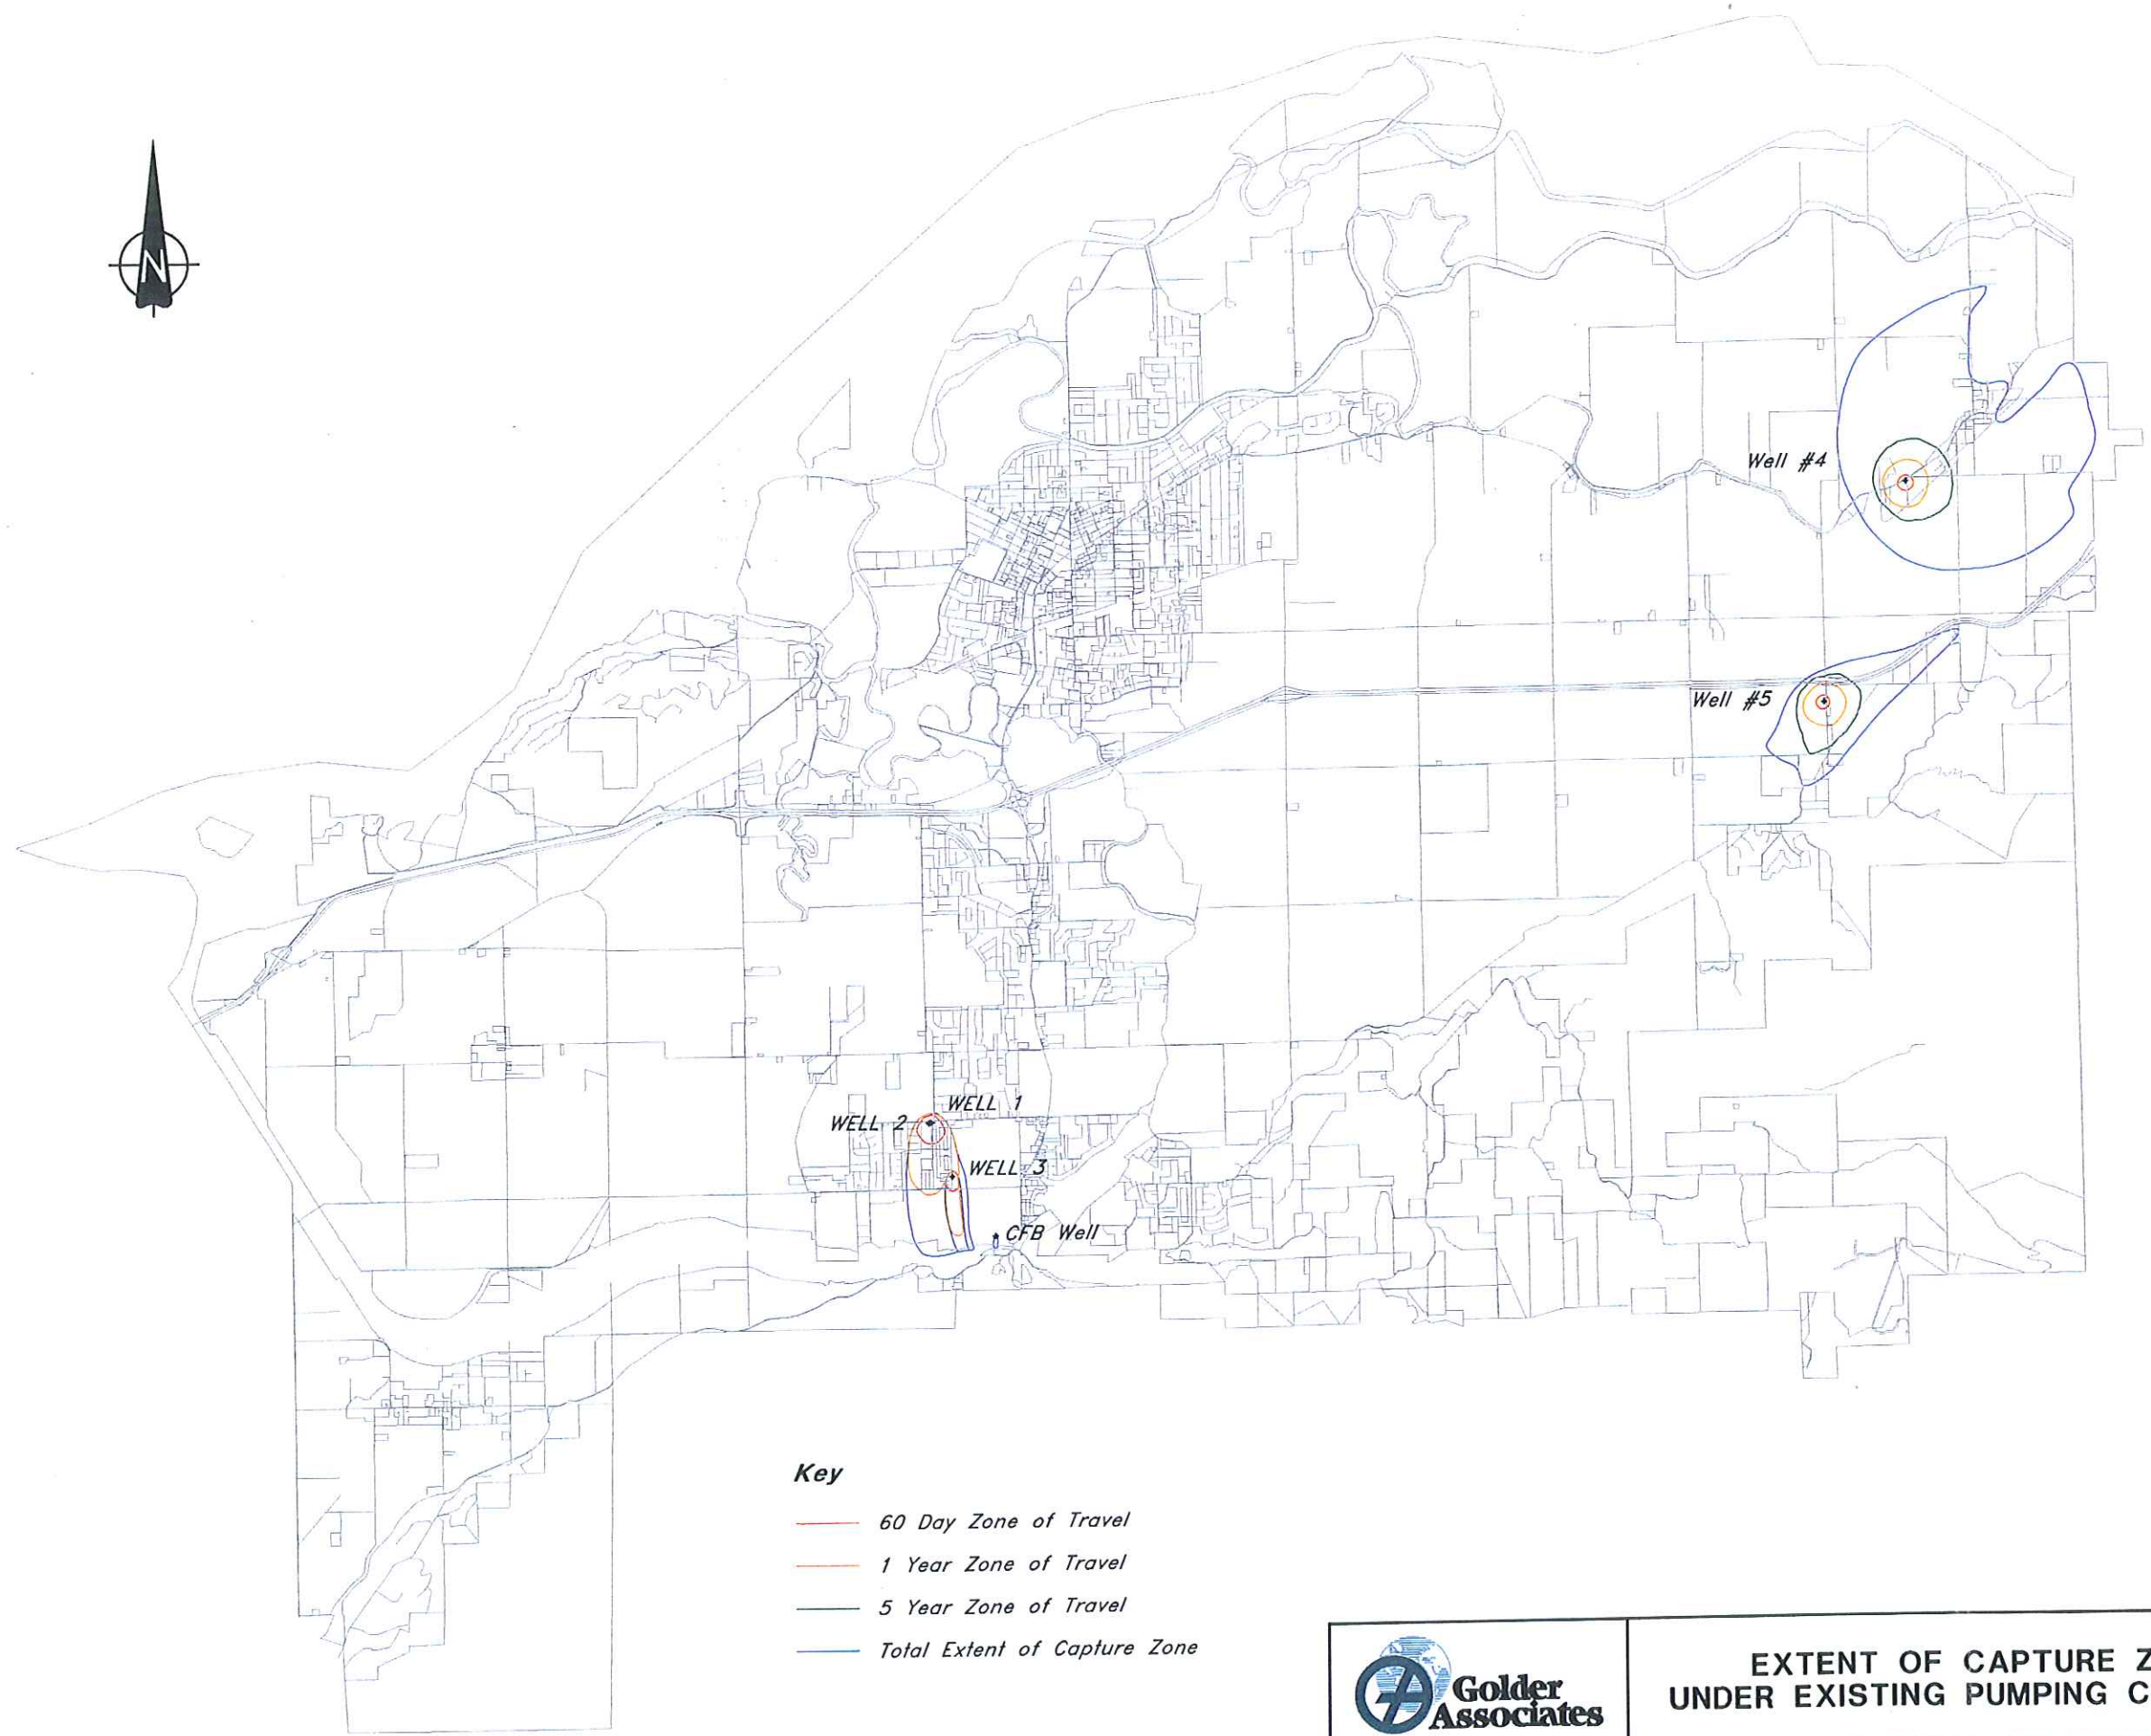 N
Well #4
Well #5
WELL 1
WELL 2
WELL 3
CFB Well
Key
60 Day Zone of Travel
1 Year Zone of Travel
5 Year Zone of Travel
Total Extent of Capture Zone
Golder
Associates
EXTENT OF CAPTURE Z
UNDER EXISTING PUMPING C